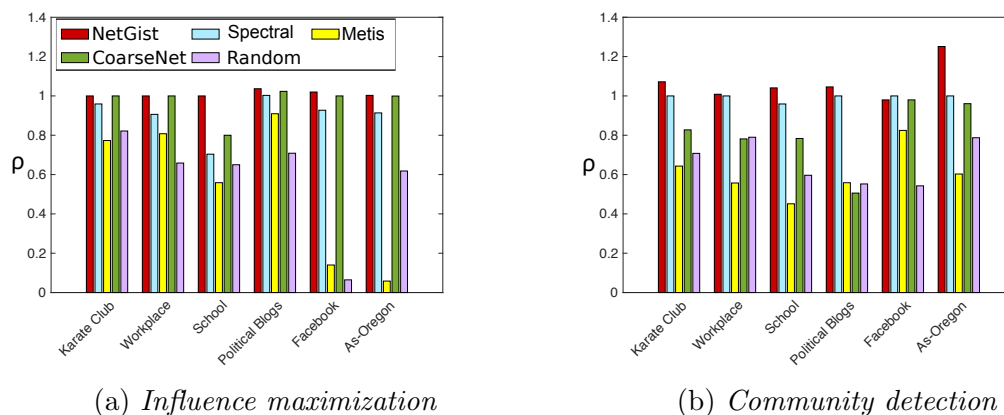 1.4
1.2
1
0.8
0.6
0.4
0.2
0
ρ
NetGist
Spectral
Metis
CoarseNet
Random
Karate Club
Workplace
School
Political Blogs
Facebook
As-Oregon
(a) Influence maximization
1.4
1.2
1
0.8
0.6
0.4
0.2
0
ρ
Karate Club
Workplace
School
Political Blogs
Facebook
As-Oregon
(b) Community detection